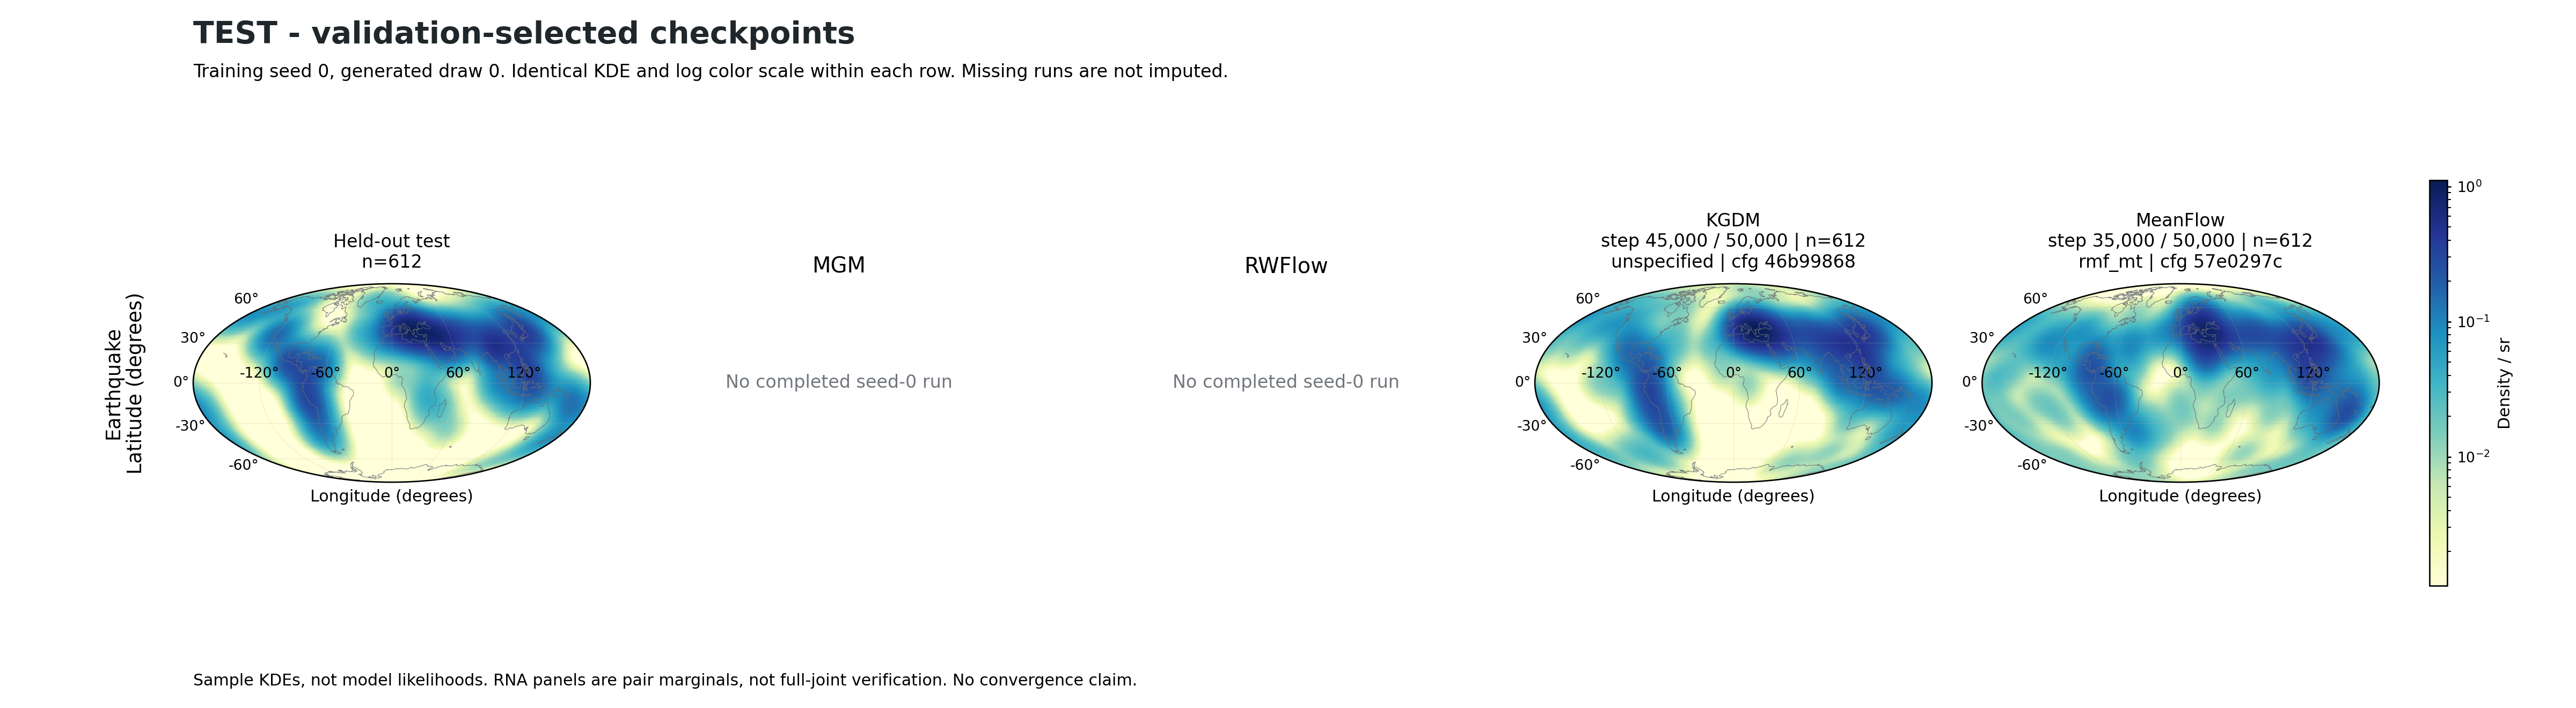 TEST - validation-selected checkpoints
Training seed 0, generated draw 0. Identical KDE and log color scale within each row. Missing runs are not imputed.
Earthquake
Latitude (degrees)
Held-out test
n=612
60°
30°
0°
-30°
-60°
-120°
-60°
0°
60°
120°
Longitude (degrees)
MGM
No completed seed-0 run
RWFlow
No completed seed-0 run
KGDM
step 45,000 / 50,000 | n=612
unspecified | cfg 46b99868
60°
30°
0°
-30°
-60°
-120°
-60°
0°
60°
120°
Longitude (degrees)
MeanFlow
step 35,000 / 50,000 | n=612
rmf_mt | cfg 57e0297c
60°
30°
0°
-30°
-60°
-120°
-60°
0°
60°
120°
Longitude (degrees)
10⁰
10⁻¹
10⁻²
Density / sr
Sample KDEs, not model likelihoods. RNA panels are pair marginals, not full-joint verification. No convergence claim.